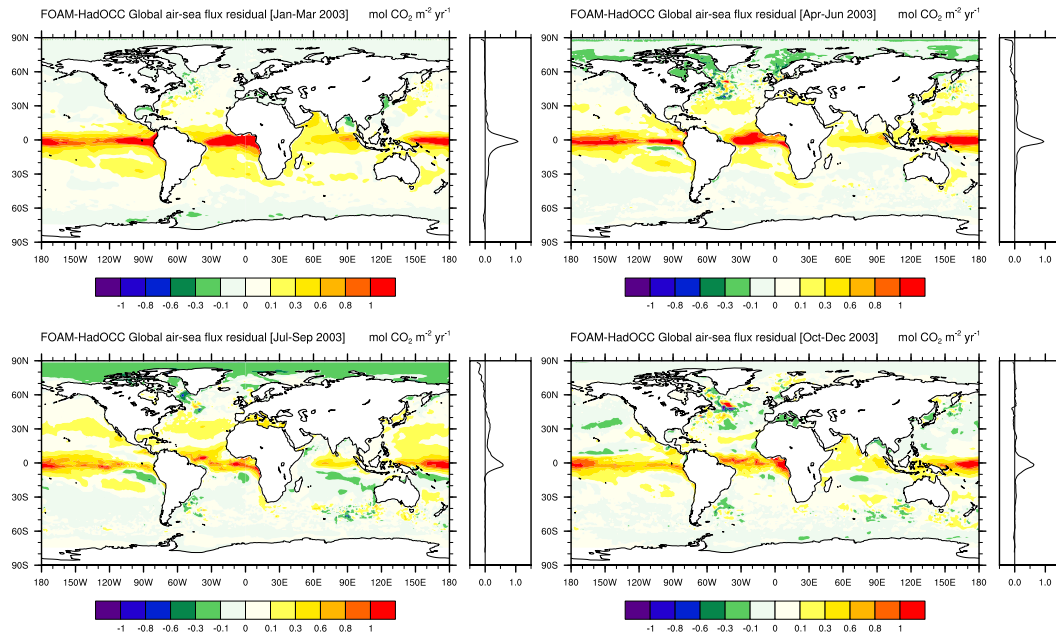 FOAM-HadOCC Global air-sea flux residual [Jan-Mar 2003] mol CO2 m-2 yr-1
90N
60N
30N
0
30S
60S
90S
180 150W 120W 90W 60W 30W 0 30E 60E 90E 120E 150E 180
0.0 1.0
-1 -0.8 -0.6 -0.3 -0.1 0 0.1 0.3 0.6 0.8 1
FOAM-HadOCC Global air-sea flux residual [Apr-Jun 2003] mol CO2 m-2 yr-1
90N
60N
30N
0
30S
60S
90S
180 150W 120W 90W 60W 30W 0 30E 60E 90E 120E 150E 180
0.0 1.0
-1 -0.8 -0.6 -0.3 -0.1 0 0.1 0.3 0.6 0.8 1
FOAM-HadOCC Global air-sea flux residual [Jul-Sep 2003] mol CO2 m-2 yr-1
90N
60N
30N
0
30S
60S
90S
180 150W 120W 90W 60W 30W 0 30E 60E 90E 120E 150E 180
0.0 1.0
-1 -0.8 -0.6 -0.3 -0.1 0 0.1 0.3 0.6 0.8 1
FOAM-HadOCC Global air-sea flux residual [Oct-Dec 2003] mol CO2 m-2 yr-1
90N
60N
30N
0
30S
60S
90S
180 150W 120W 90W 60W 30W 0 30E 60E 90E 120E 150E 180
0.0 1.0
-1 -0.8 -0.6 -0.3 -0.1 0 0.1 0.3 0.6 0.8 1